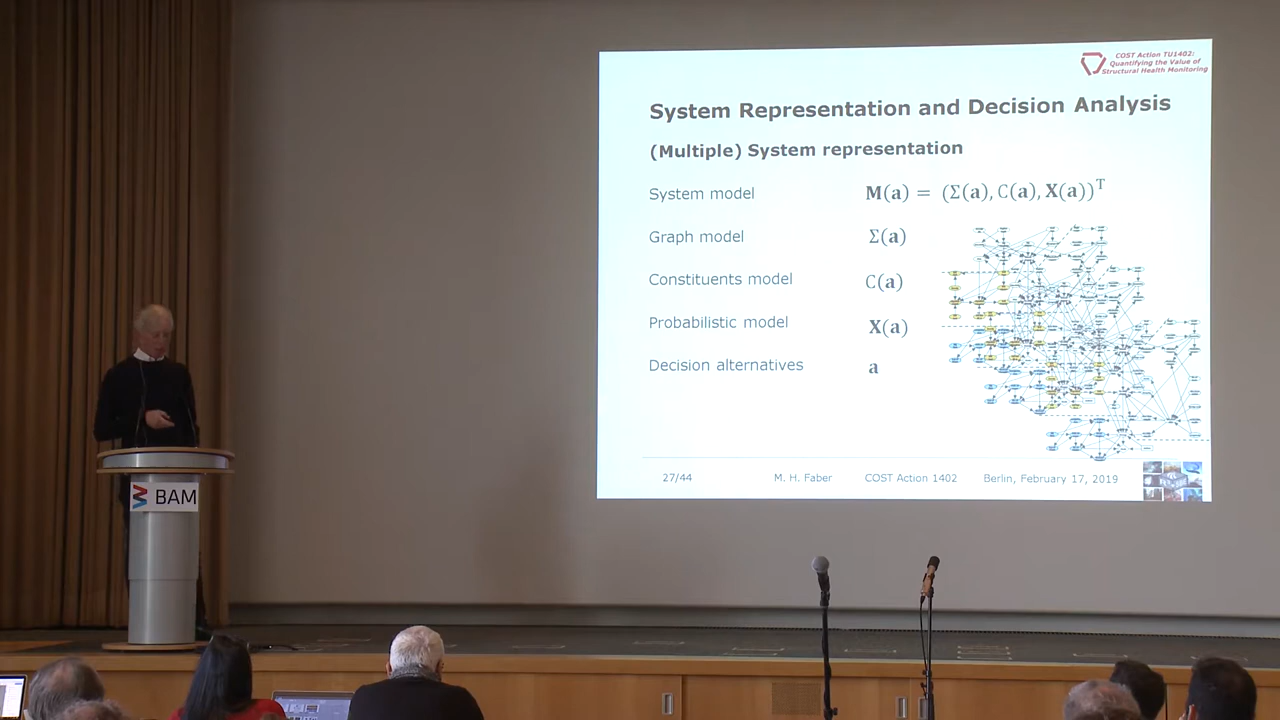 COST Action TU1402:
Quantifying the Value of
Structural Health Monitoring
System Representation and Decision Analysis
(Multiple) System representation
System model M(a) = (Σ(a), C(a), X(a))ᵀ
Graph model Σ(a)
Constituents model C(a)
Probabilistic model X(a)
Decision alternatives a
27/44 M. H. Faber COST Action 1402 Berlin, February 17, 2019
BAM